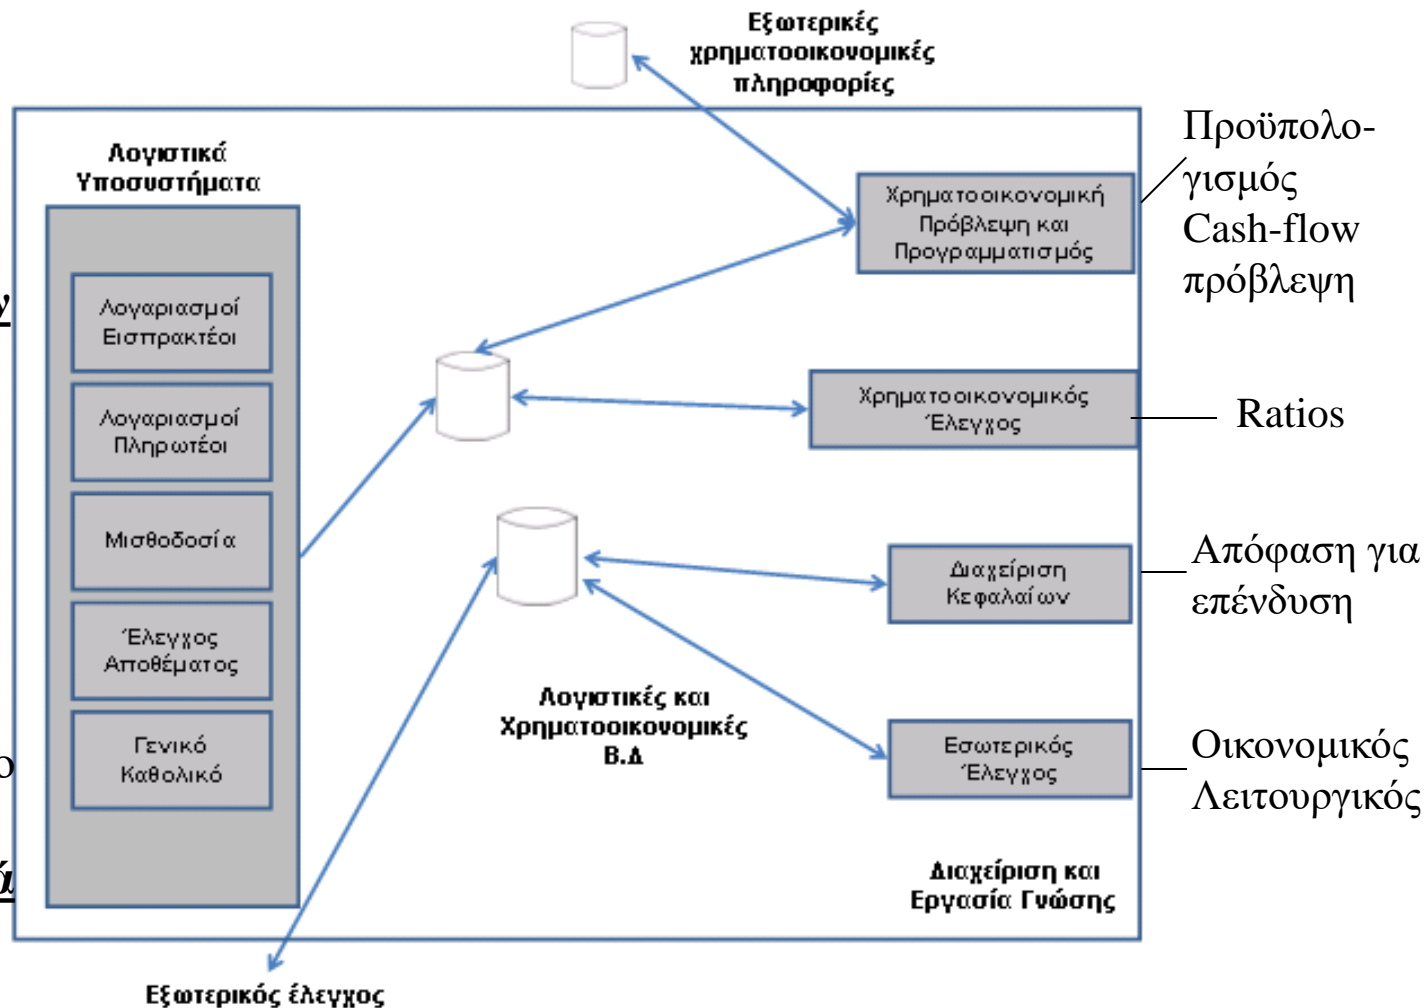 Εξωτερικές
χρηματοοικονομικές
πληροφορίες
Λογιστικά
Υποσυστήματα
Λογαριασμοί
Εισπρακτέοι
Λογαριασμοί
Πληρωτέοι
Μισθοδοσία
Έλεγχος
Αποθέματος
Γενικό
Καθολικό
Χρηματοοικονομική
Πρόβλεψη και
Προγραμματισμός
Προϋπολο-
γισμός
Cash-flow
πρόβλεψη
Χρηματοοικονομικός
Έλεγχος
Ratios
Διαχείριση
Κεφαλαίων
Απόφαση για
επένδυση
Λογιστικές και
Χρηματοοικονομικές
Β.Δ
Εσωτερικός
Έλεγχος
Οικονομικός
Λειτουργικός
Διαχείριση και
Εργασία Γνώσης
Εξωτερικός έλεγχος